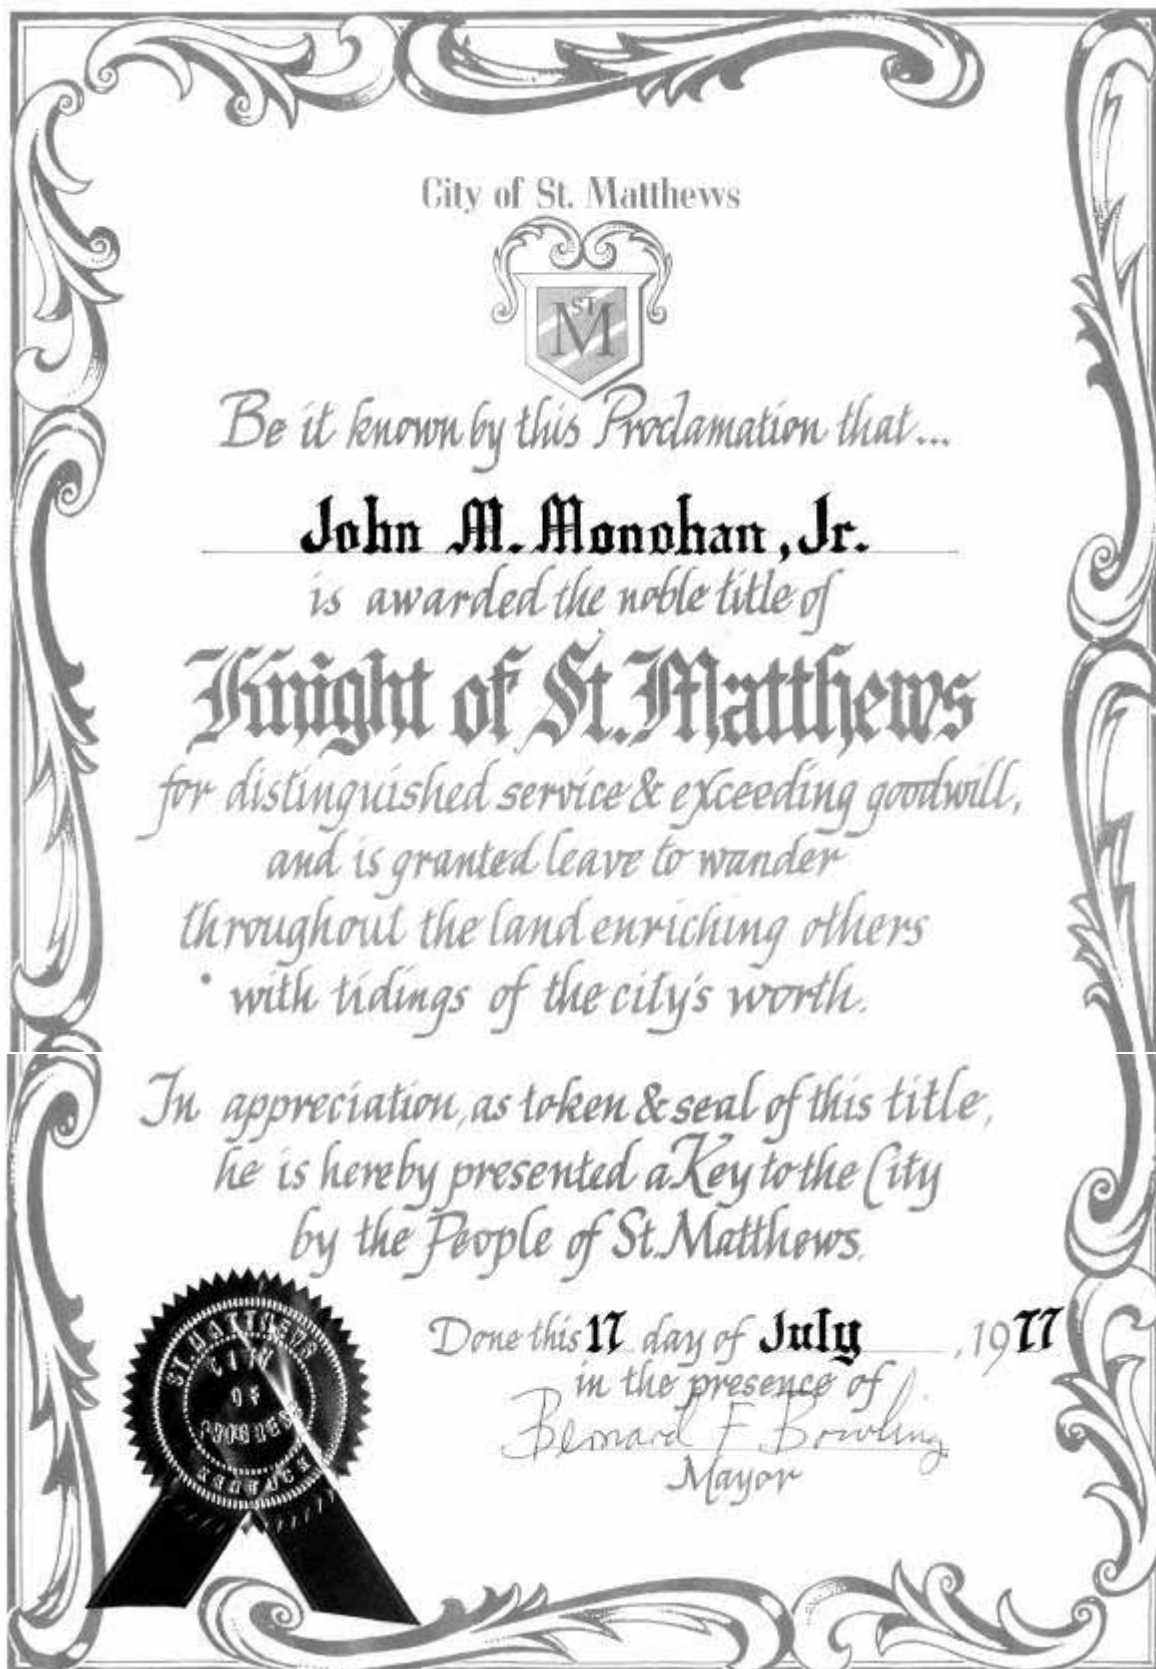 City of St. Matthews
ST
M
Be it known by this Proclamation that...
John M. Monohan, Jr.
is awarded the noble title of
Knight of St. Matthews
for distinguished service & exceeding goodwill,
and is granted leave to wander
throughout the land enriching others
with tidings of the city's worth.
In appreciation, as token & seal of this title,
he is hereby presented a Key to the City
by the People of St. Matthews.
ST. MATTHEWS
CITY
OF
PROGRESS
KENTUCKY
Done this 17 day of July, 1977
in the presence of
Bernard F Bowling
Mayor